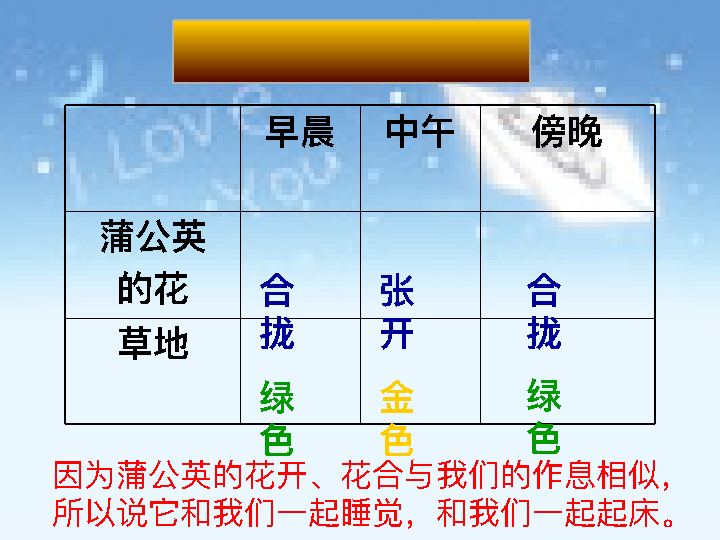 I Love
You
早晨 中午 傍晚
蒲公英
的花
合拢 张开 合拢
草地
绿色 金色 绿色
因为蒲公英的花开、花合与我们的作息相似，
所以说它和我们一起睡觉，和我们一起起床。